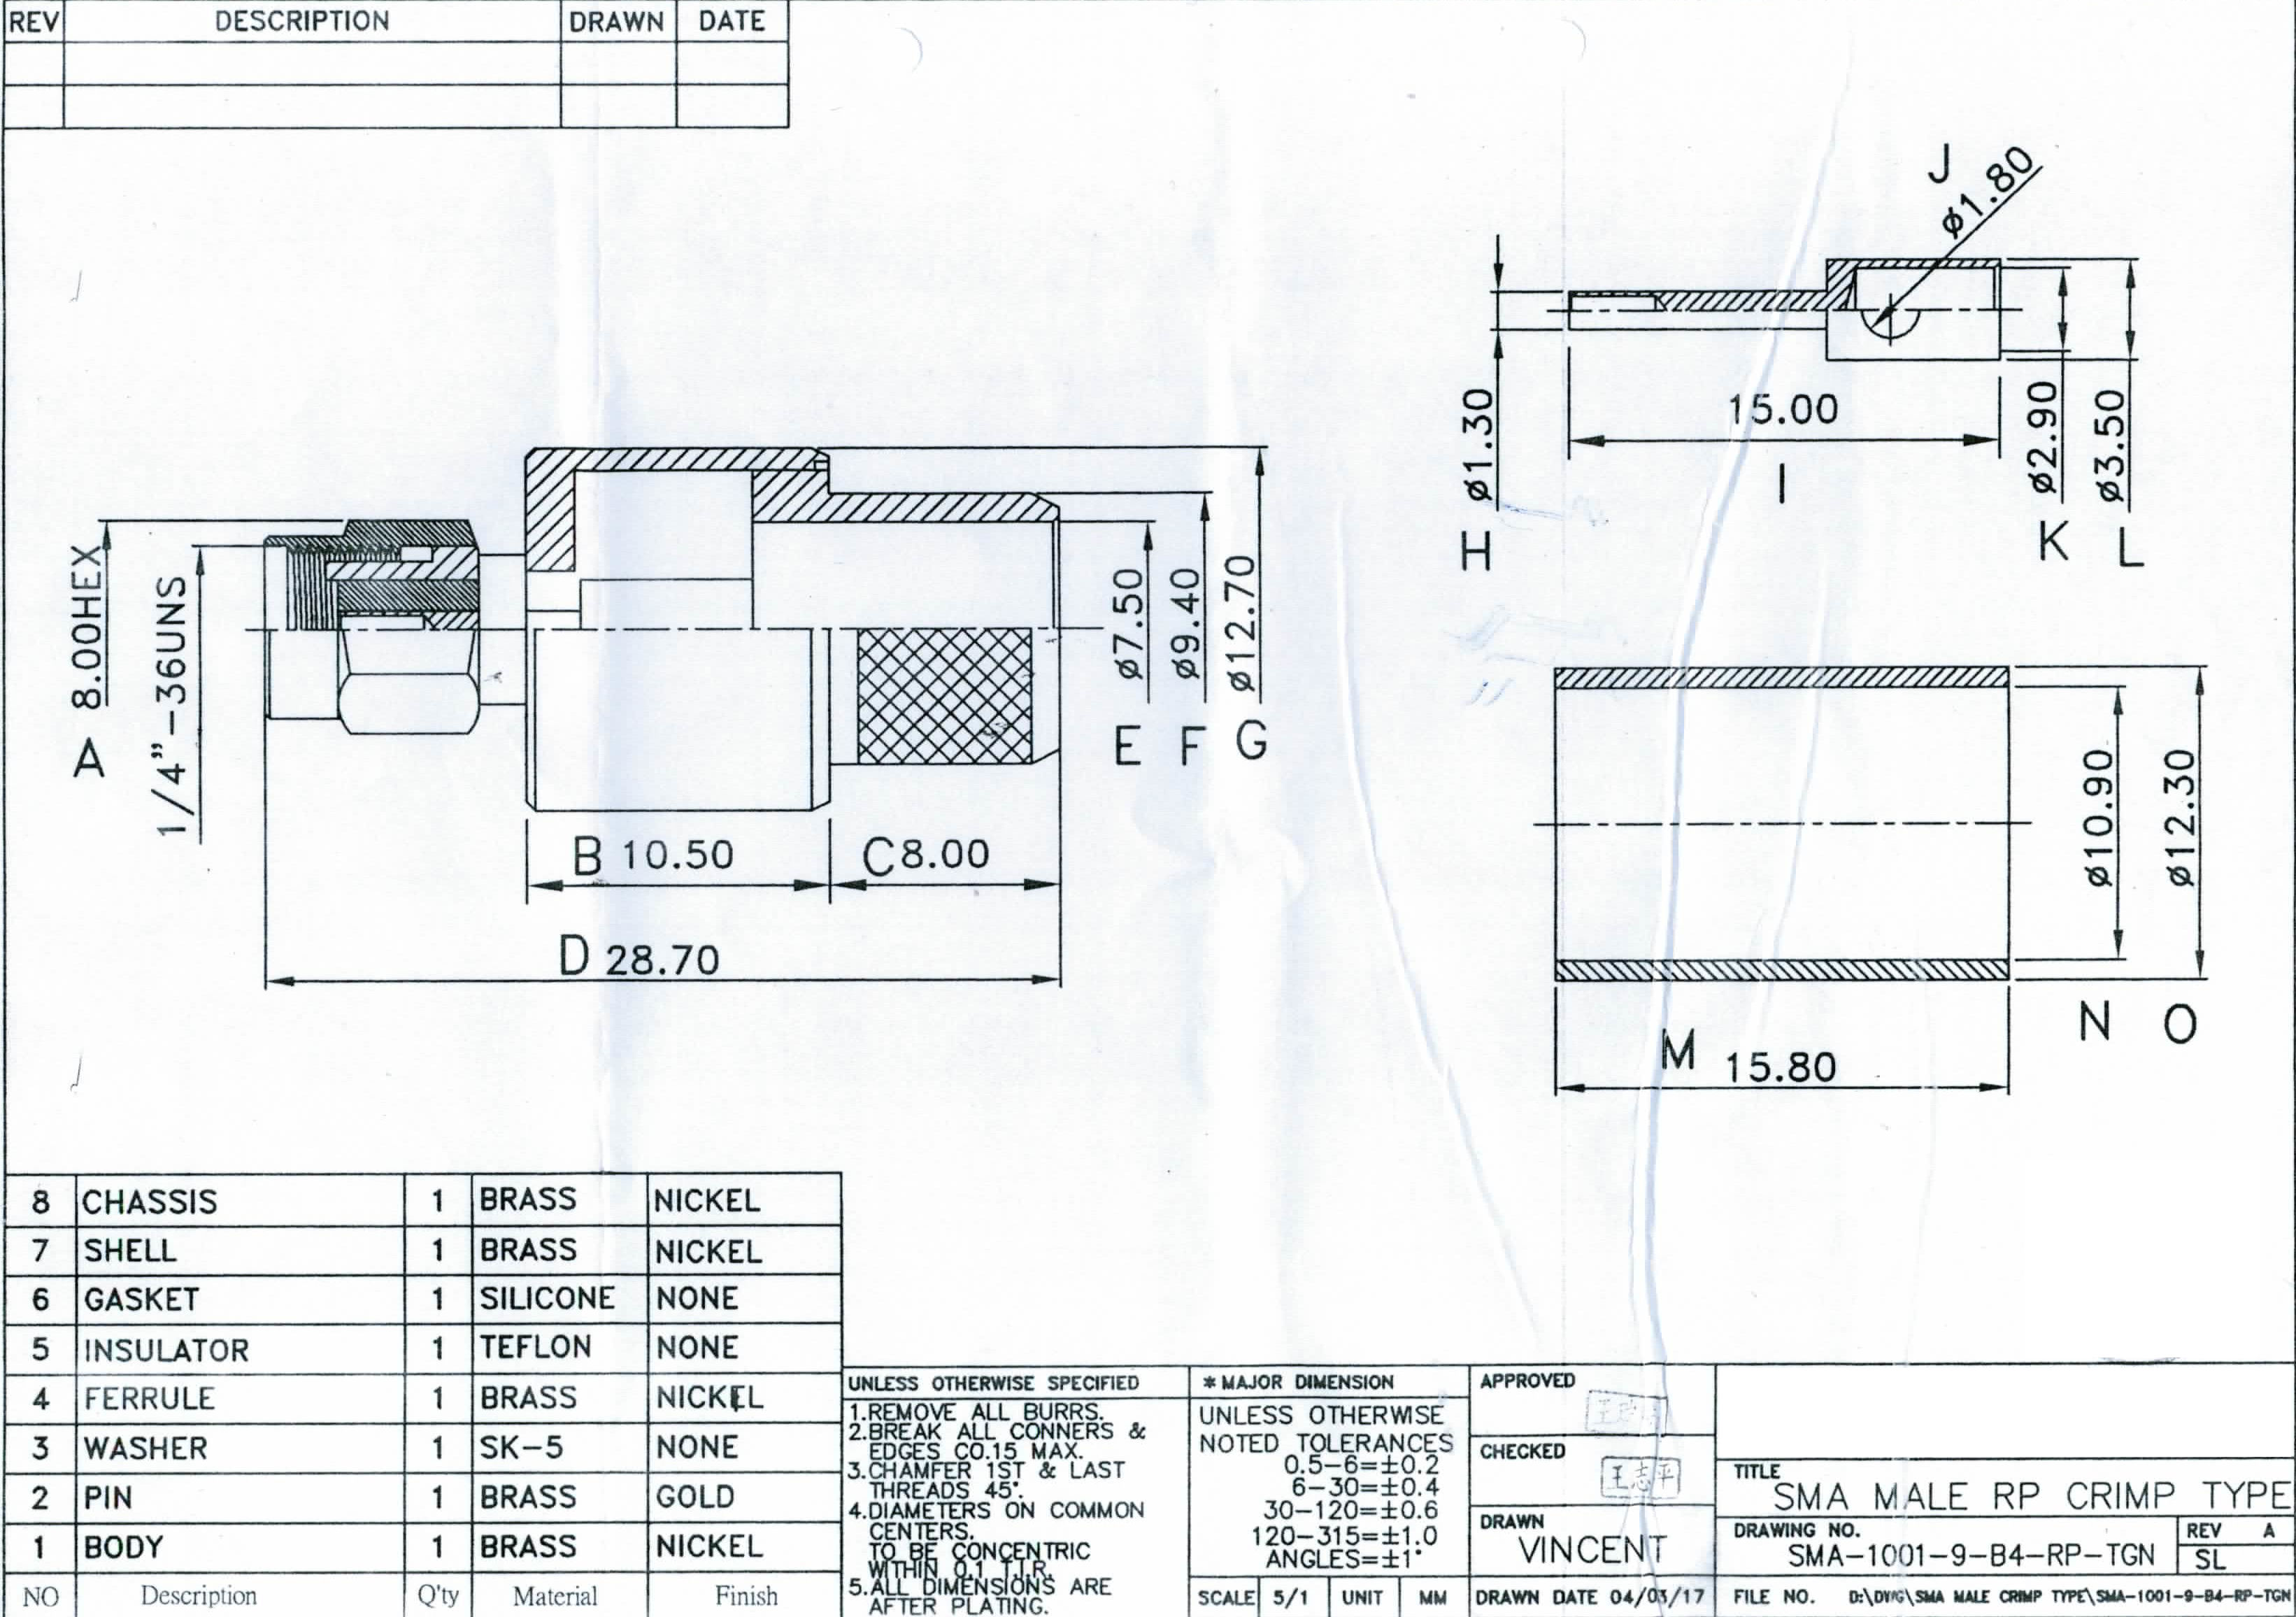 REV DESCRIPTION DRAWN DATE
J
ø1.80
ø1.30
H
15.00
I
ø2.90
K
ø3.50
L
8.00HEX
A
1/4"-36UNS
ø7.50
E
ø9.40
F
ø12.70
G
B 10.50
C 8.00
D 28.70
ø10.90
N
ø12.30
O
M 15.80
8 CHASSIS 1 BRASS NICKEL
7 SHELL 1 BRASS NICKEL
6 GASKET 1 SILICONE NONE
5 INSULATOR 1 TEFLON NONE
4 FERRULE 1 BRASS NICKEL
3 WASHER 1 SK-5 NONE
2 PIN 1 BRASS GOLD
1 BODY 1 BRASS NICKEL
NO Description Q'ty Material Finish
UNLESS OTHERWISE SPECIFIED
1.REMOVE ALL BURRS.
2.BREAK ALL CONNERS &
EDGES CO.15 MAX.
3.CHAMFER 1ST & LAST
THREADS 45°.
4.DIAMETERS ON COMMON
CENTERS.
TO BE CONCENTRIC
WITHIN 0.1 T.I.R.
5.ALL DIMENSIONS ARE
AFTER PLATING.
* MAJOR DIMENSION
UNLESS OTHERWISE
NOTED TOLERANCES
0.5-6=±0.2
6-30=±0.4
30-120=±0.6
120-315=±1.0
ANGLES=±1°
SCALE 5/1 UNIT MM
APPROVED
CHECKED
王志平
DRAWN
VINCENT
DRAWN DATE 04/03/17
TITLE
SMA MALE RP CRIMP TYPE
DRAWING NO.
SMA-1001-9-B4-RP-TGN
REV A
SL
FILE NO. D:\DWG\SMA MALE CRIMP TYPE\SMA-1001-9-B4-RP-TGN